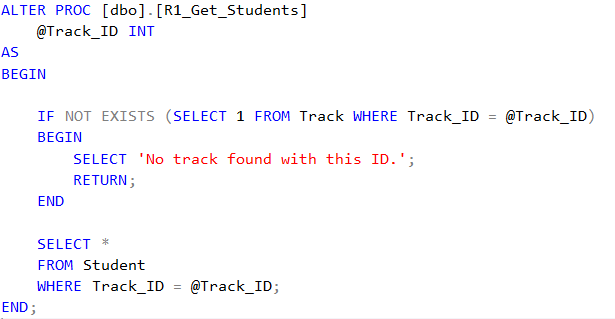 ALTER PROC [dbo].[R1_Get_Students]
    @Track_ID INT
AS
BEGIN

    IF NOT EXISTS (SELECT 1 FROM Track WHERE Track_ID = @Track_ID)
    BEGIN
        SELECT 'No track found with this ID.';
        RETURN;
    END

    SELECT *
    FROM Student
    WHERE Track_ID = @Track_ID;
END;